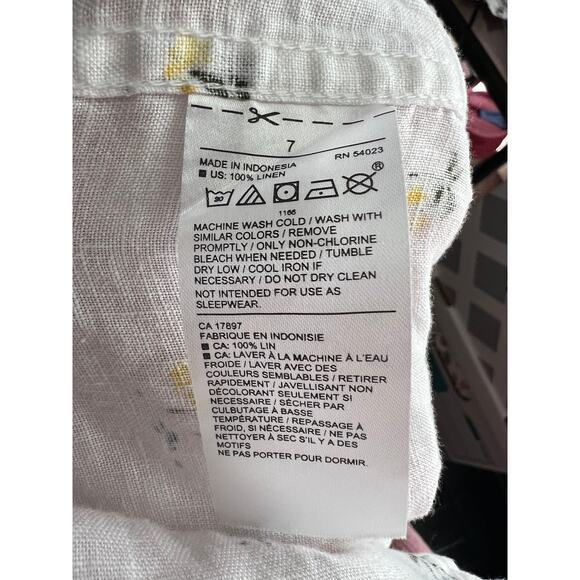 7
MADE IN INDONESIA RN 54023
US: 100% LINEN
30
®
1166
MACHINE WASH COLD / WASH WITH
SIMILAR COLORS / REMOVE
PROMPTLY / ONLY NON-CHLORINE
BLEACH WHEN NEEDED / TUMBLE
DRY LOW / COOL IRON IF
NECESSARY / DO NOT DRY CLEAN
NOT INTENDED FOR USE AS
SLEEPWEAR.
CA 17897
FABRIQUE EN INDONISIE
CA: 100% LIN
CA: LAVER À LA MACHINE À L'EAU
FROIDE / LAVER AVEC DES
COULEURS SEMBLABLES / RETIRER
RAPIDEMENT / JAVELLISANT NON
DÉCOLORANT SEULEMENT SI
NECESSAIRE / SÉCHER PAR
CULBUTAGE À BASSE
TEMPÉRATURE / REPASSAGE À
FROID, SI NÉCESSAIRE / NE PAS
NETTOYER À SEC S'IL Y A DES
MOTIFS
NE PAS PORTER POUR DORMIR.